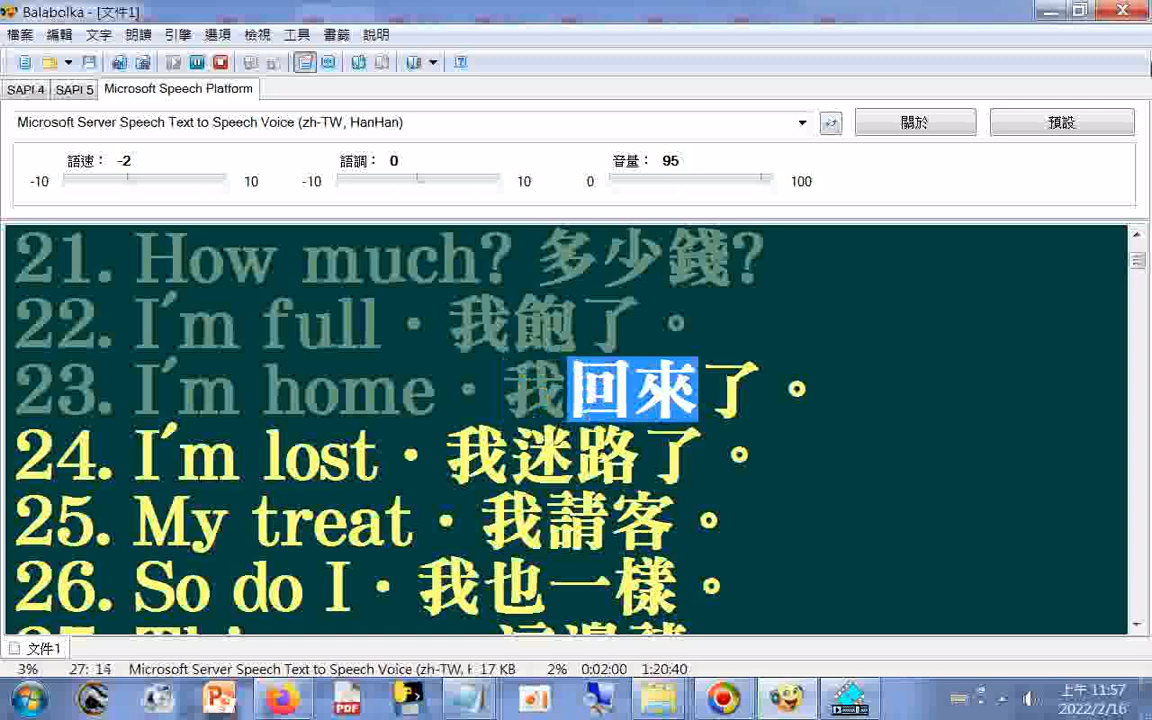 Balabolka - [文件1]
檔案 編輯 文字 朗讀 引擎 選項 檢視 工具 書籤 說明
SAPI 4 SAPI 5 Microsoft Speech Platform
Microsoft Server Speech Text to Speech Voice (zh-TW, HanHan) 關於 預設
語速： -2 語調： 0 音量： 95
-10 10 -10 10 0 100
21. How much? 多少錢?
22. I'm full．我飽了。
23. I'm home．我回來了。
24. I'm lost．我迷路了。
25. My treat．我請客。
26. So do I．我也一樣。
文件1
3% 27: 14 Microsoft Server Speech Text to Speech Voice (zh-TW, 17 KB 2% 0:02:00 1:20:40
PDF
上午 11:57
2022/2/16